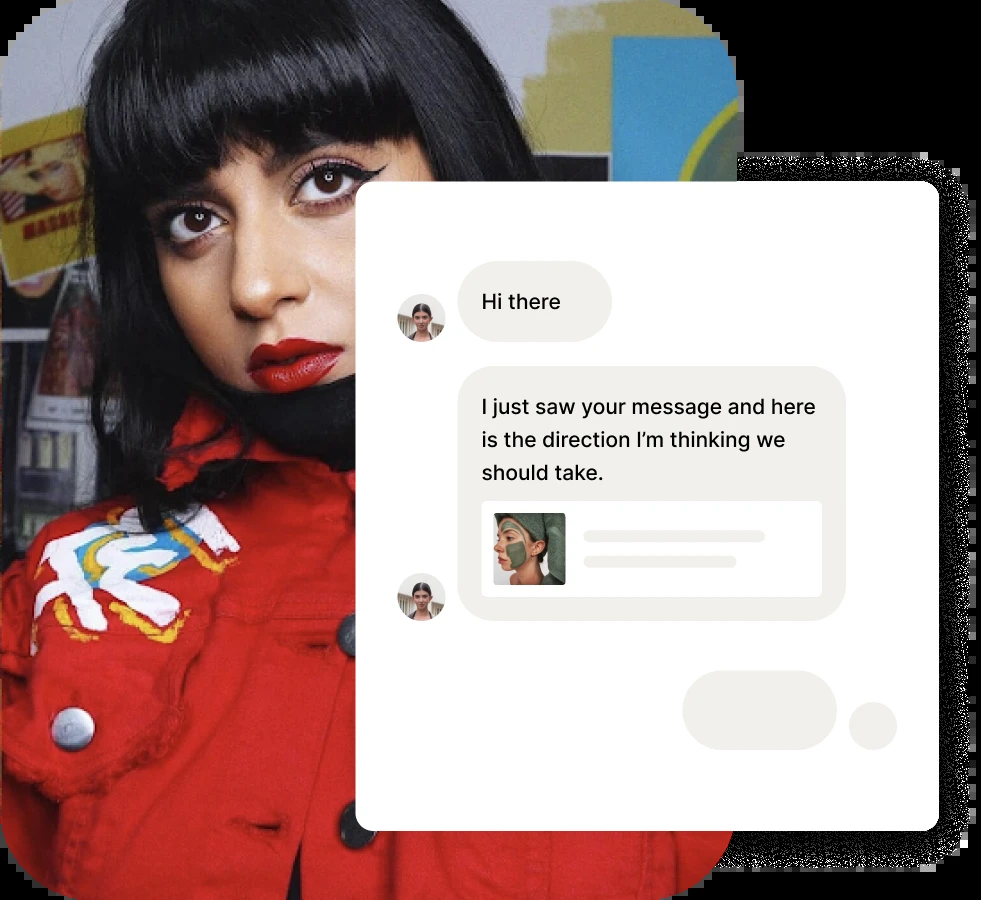 Hi there
I just saw your message and here
is the direction I’m thinking we
should take.